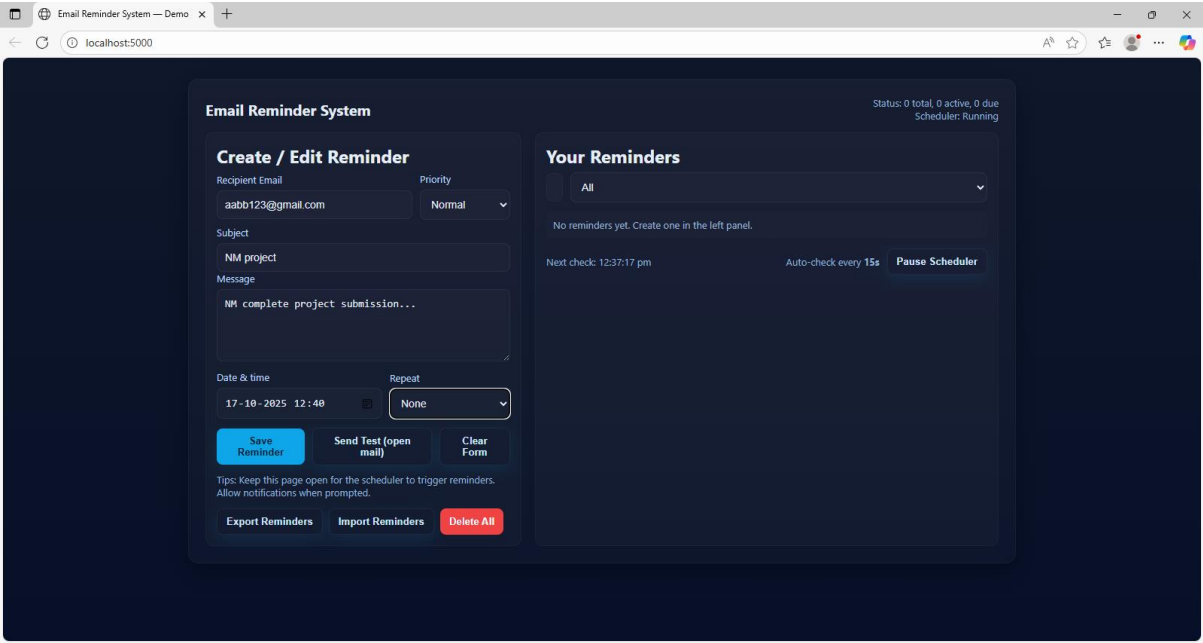 Email Reminder System — Demo
localhost:5000
Email Reminder System
Status: 0 total, 0 active, 0 due
Scheduler: Running
Create / Edit Reminder
Recipient Email
Priority
aabb123@gmail.com
Normal
Subject
NM project
Message
NM complete project submission...
Date & time
Repeat
17-10-2025 12:40
None
Save
Reminder
Send Test (open
mail)
Clear
Form
Tips: Keep this page open for the scheduler to trigger reminders.
Allow notifications when prompted.
Export Reminders
Import Reminders
Delete All
Your Reminders
All
No reminders yet. Create one in the left panel.
Next check: 12:37:17 pm
Auto-check every 15s
Pause Scheduler